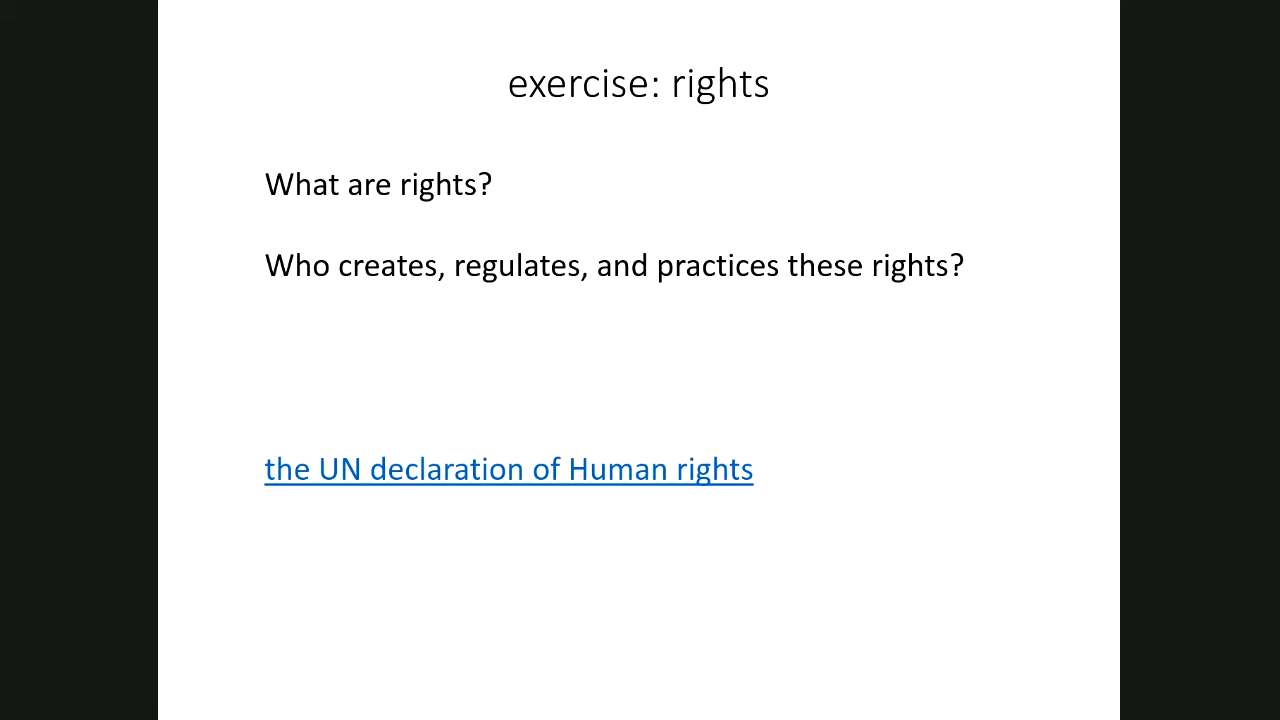 exercise: rights
What are rights?
Who creates, regulates, and practices these rights?
the UN declaration of Human rights